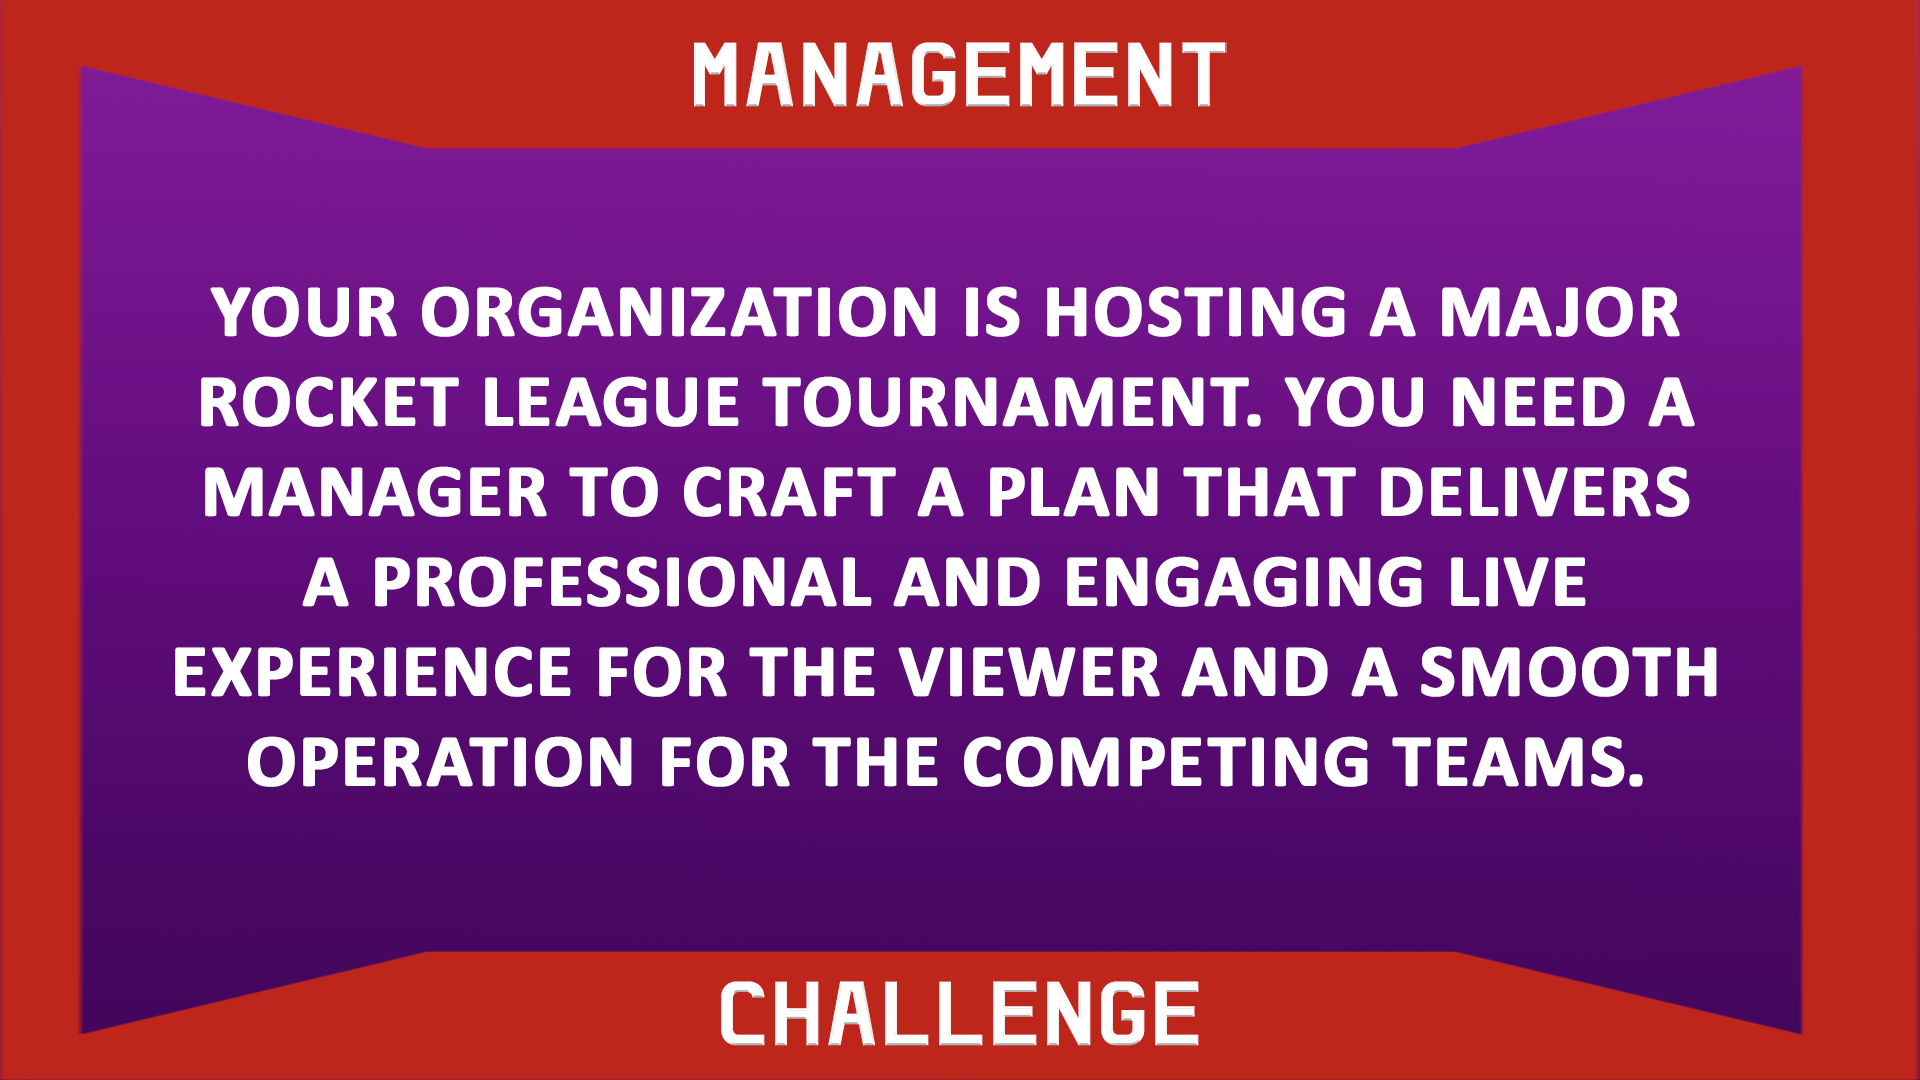 MANAGEMENT
YOUR ORGANIZATION IS HOSTING A MAJOR
ROCKET LEAGUE TOURNAMENT. YOU NEED A
MANAGER TO CRAFT A PLAN THAT DELIVERS
A PROFESSIONAL AND ENGAGING LIVE
EXPERIENCE FOR THE VIEWER AND A SMOOTH
OPERATION FOR THE COMPETING TEAMS.
CHALLENGE